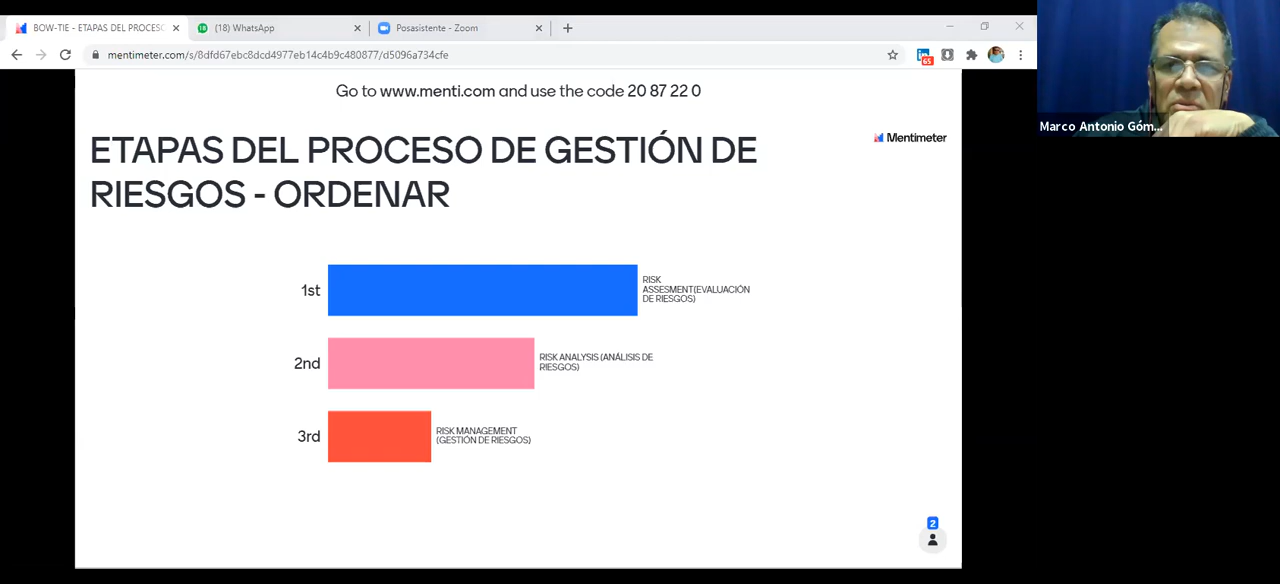 BOW-TIE - ETAPAS DEL PROCESO
(18) WhatsApp
Posasistente - Zoom
mentimeter.com/s/8dfd67ebc8dcd4977eb14c4b9c480877/d5096a734cfe
65
Marco Antonio Góm...
Go to www.menti.com and use the code 20 87 22 0
Mentimeter
ETAPAS DEL PROCESO DE GESTIÓN DE
RIESGOS - ORDENAR
1st
RISK
ASSESMENT(EVALUACIÓN
DE RIESGOS)
2nd
RISK ANALYSIS (ANÁLISIS DE
RIESGOS)
3rd
RISK MANAGEMENT
(GESTIÓN DE RIESGOS)
2